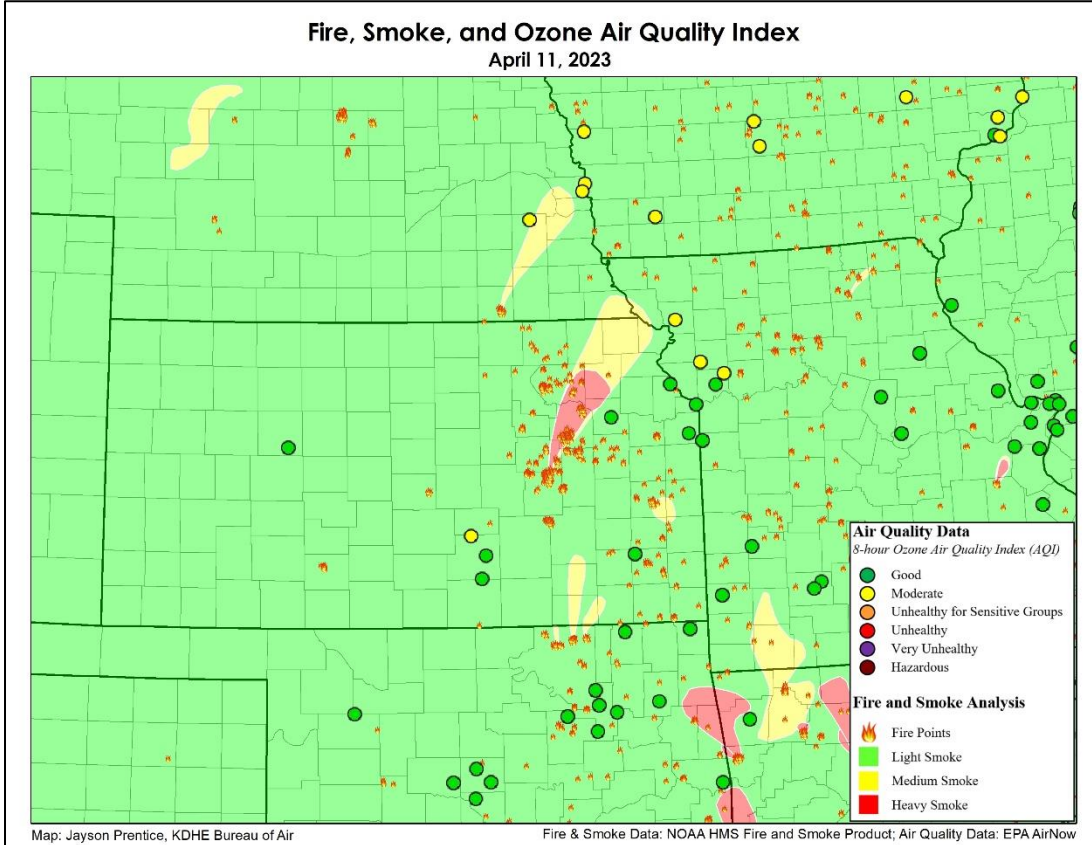 Fire, Smoke, and Ozone Air Quality Index
April 11, 2023
Air Quality Data
8-hour Ozone Air Quality Index (AQI)
Good
Moderate
Unhealthy for Sensitive Groups
Unhealthy
Very Unhealthy
Hazardous
Fire and Smoke Analysis
Fire Points
Light Smoke
Medium Smoke
Heavy Smoke
Map: Jayson Prentice, KDHE Bureau of Air
Fire & Smoke Data: NOAA HMS Fire and Smoke Product; Air Quality Data: EPA AirNow